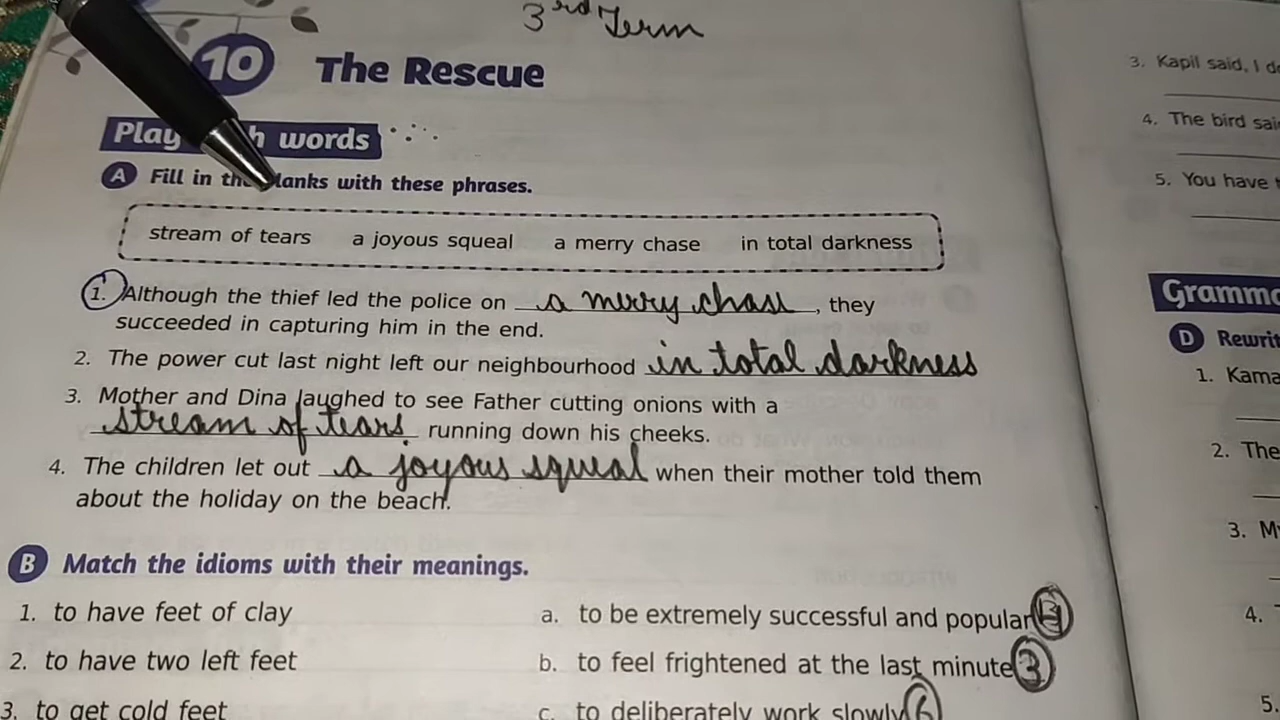 3rd Term
10 The Rescue
Play words
A Fill in the blanks with these phrases.
stream of tears a joyous squeal a merry chase in total darkness
1. Although the thief led the police on a merry chase, they
succeeded in capturing him in the end.
2. The power cut last night left our neighbourhood in total darkness
3. Mother and Dina laughed to see Father cutting onions with a
stream of tears running down his cheeks.
4. The children let out a joyous squeal when their mother told them
about the holiday on the beach.
B Match the idioms with their meanings.
1. to have feet of clay a. to be extremely successful and popular
2. to have two left feet b. to feel frightened at the last minute 3
3. to get cold feet c. to deliberately work slowly 6
3. Kapil said, I
4. The bird
5. You have
D
1.
2. The
3.
4.
5.